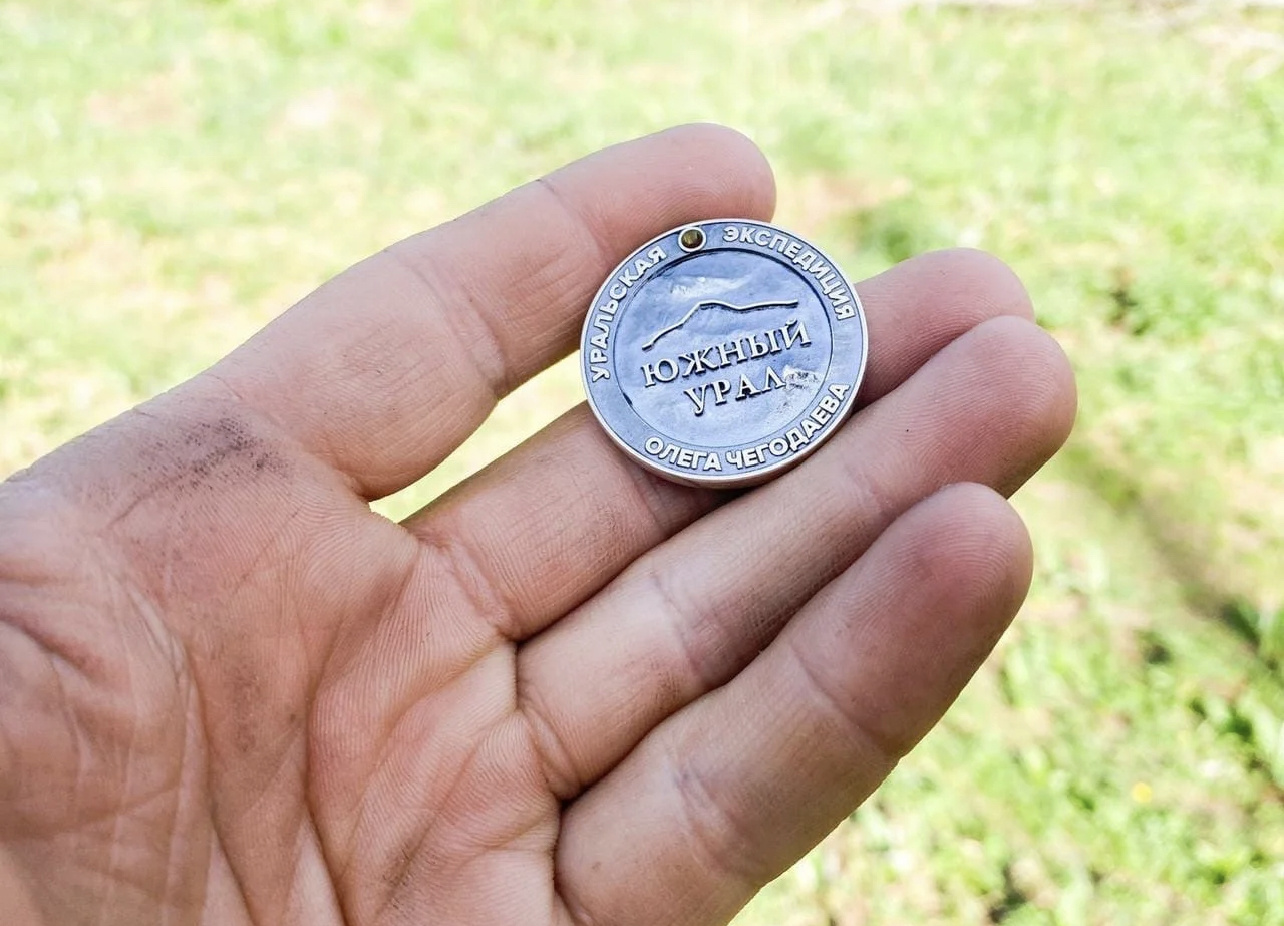 УРАЛЬСКАЯ ЭКСПЕДИЦИЯ
ЮЖНЫЙ
УРАЛ
ОЛЕГА ЧЕГОДАЕВА